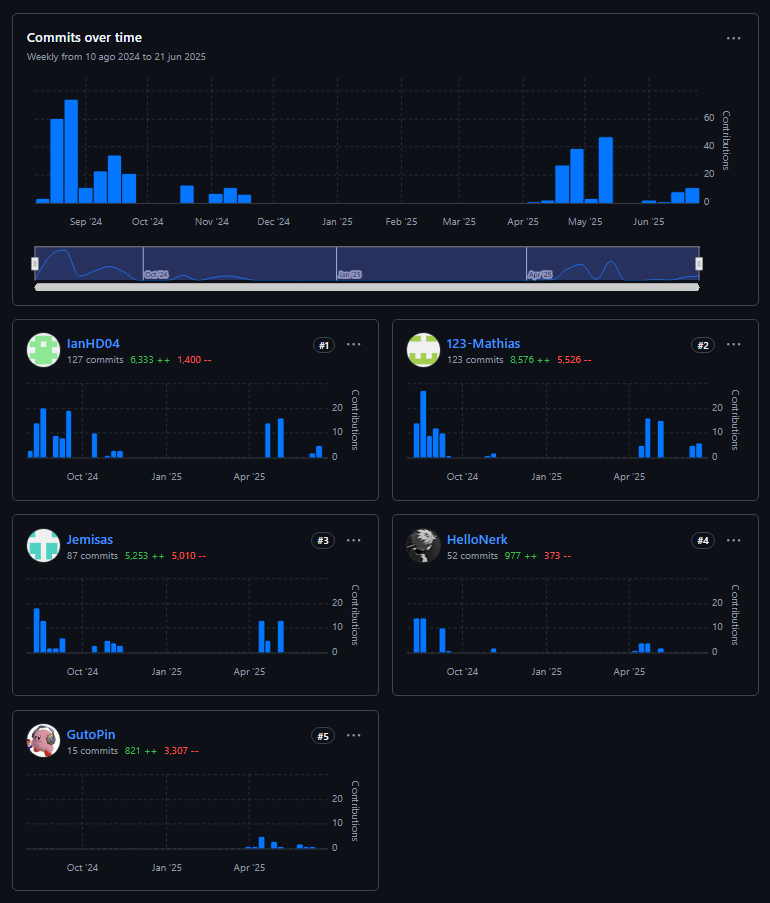 Commits over time
Weekly from 10 ago 2024 to 21 jun 2025
60
40
20
0
Contributions
Sep '24 Oct '24 Nov '24 Dec '24 Jan '25 Feb '25 Mar '25 Apr '25 May '25 Jun '25
Oct '24 Jan '25 Apr '25
IanHD04 #1
127 commits 6,333 ++ 1,400 --
20
10
0
Contributions
Oct '24 Jan '25 Apr '25
123-Mathias #2
123 commits 8,576 ++ 5,526 --
20
10
0
Contributions
Oct '24 Jan '25 Apr '25
Jemisas #3
87 commits 5,253 ++ 5,010 --
20
10
0
Contributions
Oct '24 Jan '25 Apr '25
HelloNerk #4
52 commits 977 ++ 373 --
20
10
0
Contributions
Oct '24 Jan '25 Apr '25
GutoPin #5
15 commits 821 ++ 3,307 --
20
10
0
Contributions
Oct '24 Jan '25 Apr '25